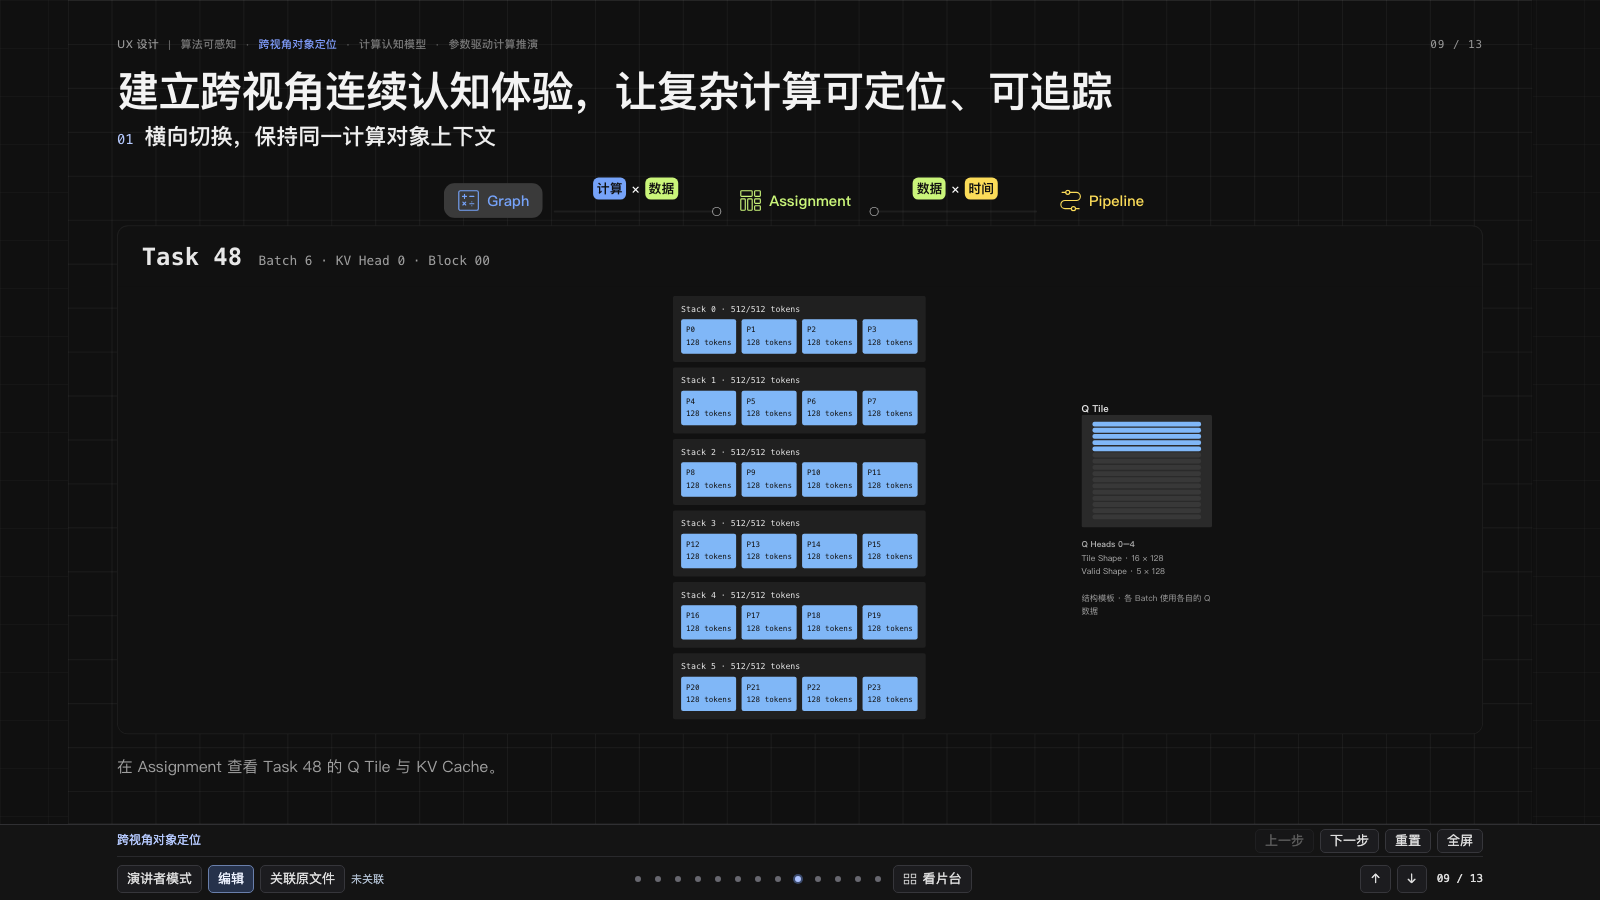 UX 设计 | 算法可感知 · 跨视角对象定位 · 计算认知模型 · 参数驱动计算推演
09 / 13
建立跨视角连续认知体验，让复杂计算可定位、可追踪
01 横向切换，保持同一计算对象上下文
Graph
计算 × 数据
Assignment
数据 × 时间
Pipeline
Task 48 Batch 6 · KV Head 0 · Block 00
Stack 0 · 512/512 tokens
P0 P1 P2 P3
128 tokens 128 tokens 128 tokens 128 tokens
Stack 1 · 512/512 tokens
P4 P5 P6 P7
128 tokens 128 tokens 128 tokens 128 tokens
Stack 2 · 512/512 tokens
P8 P9 P10 P11
128 tokens 128 tokens 128 tokens 128 tokens
Stack 3 · 512/512 tokens
P12 P13 P14 P15
128 tokens 128 tokens 128 tokens 128 tokens
Stack 4 · 512/512 tokens
P16 P17 P18 P19
128 tokens 128 tokens 128 tokens 128 tokens
Stack 5 · 512/512 tokens
P20 P21 P22 P23
128 tokens 128 tokens 128 tokens 128 tokens
Q Tile
Q Heads 0–4
Tile Shape · 16 × 128
Valid Shape · 5 × 128
结构模板 · 各 Batch 使用各自的 Q
数据
在 Assignment 查看 Task 48 的 Q Tile 与 KV Cache。
跨视角对象定位
上一步 下一步 重置 全屏
演讲者模式 编辑 关联原文件 未关联
看片台
↑ ↓ 09 / 13